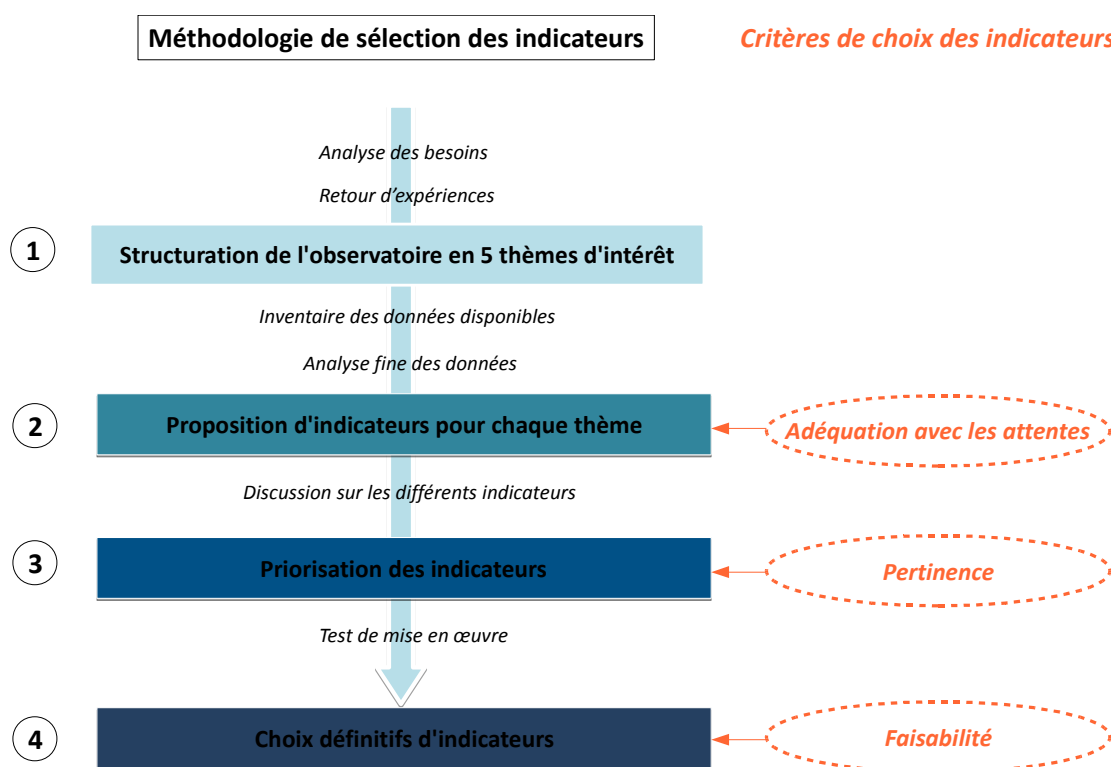 Méthodologie de sélection des indicateurs
Critères de choix des indicateurs
Analyse des besoins
Retour d'expériences
1
Structuration de l'observatoire en 5 thèmes d'intérêt
Inventaire des données disponibles
Analyse fine des données
2
Proposition d'indicateurs pour chaque thème
Adéquation avec les attentes
Discussion sur les différents indicateurs
3
Priorisation des indicateurs
Pertinence
Test de mise en œuvre
4
Choix définitifs d'indicateurs
Faisabilité